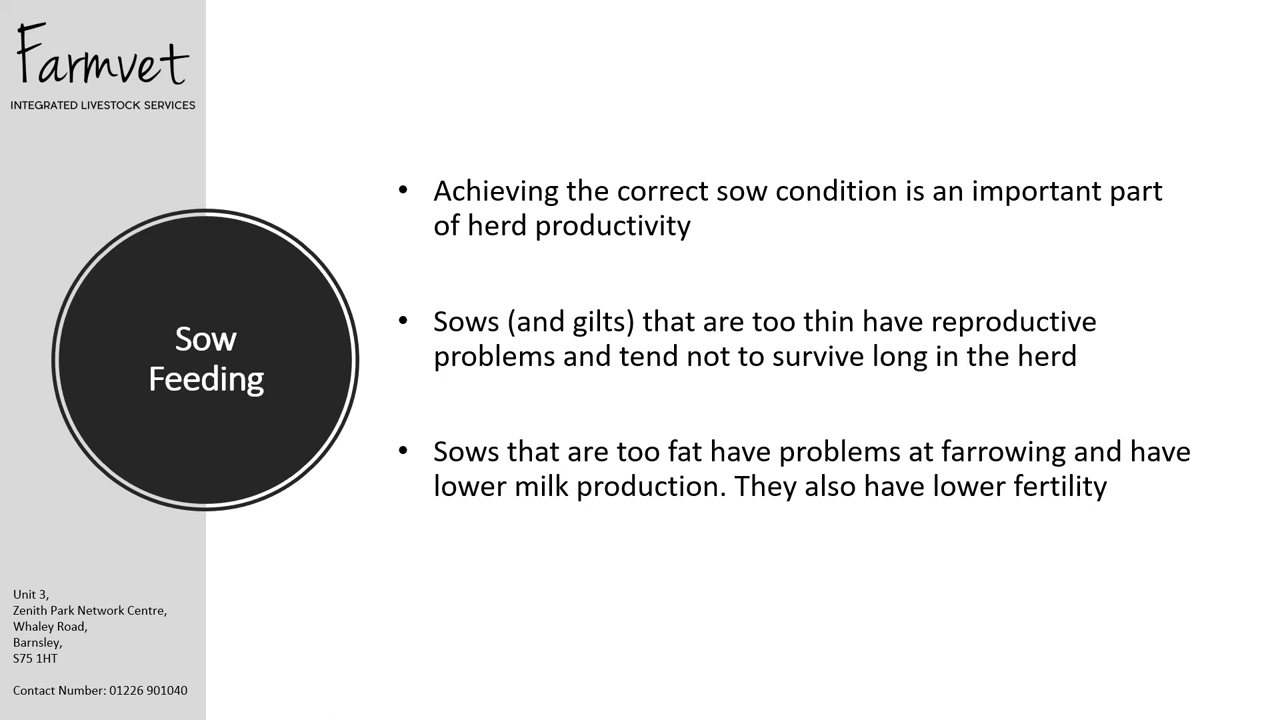 Farmvet
INTEGRATED LIVESTOCK SERVICES
Sow
Feeding
• Achieving the correct sow condition is an important part
of herd productivity
• Sows (and gilts) that are too thin have reproductive
problems and tend not to survive long in the herd
• Sows that are too fat have problems at farrowing and have
lower milk production. They also have lower fertility
Unit 3,
Zenith Park Network Centre,
Whaley Road,
Barnsley,
S75 1HT
Contact Number: 01226 901040